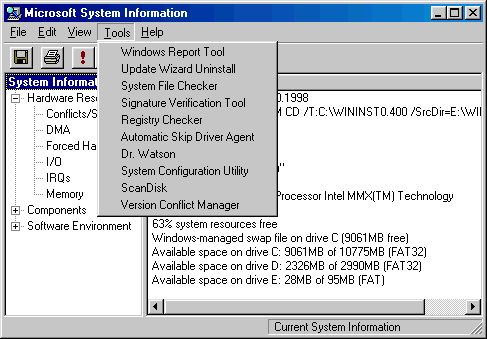 Microsoft System Information
File Edit View Tools Help
Windows Report Tool
Update Wizard Uninstall
System File Checker
Signature Verification Tool
Registry Checker
Automatic Skip Driver Agent
Dr. Watson
System Configuration Utility
ScanDisk
Version Conflict Manager
System Information
Hardware Reso
Conflicts/S
DMA
Forced Ha
I/O
IRQs
Memory
Components
Software Environment
0.1998
M CD /T:C:\WININST0.400 /SrcDir=E:\WI
"
Processor Intel MMX(TM) Technology
63% system resources free
Windows-managed swap file on drive C (9061MB free)
Available space on drive C: 9061MB of 10775MB (FAT32)
Available space on drive D: 2326MB of 2990MB (FAT32)
Available space on drive E: 28MB of 95MB (FAT)
Current System Information